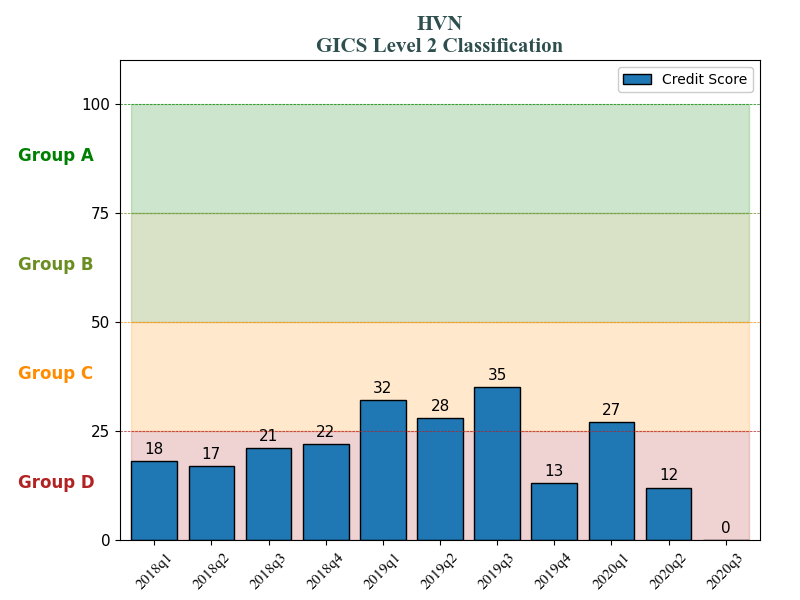 HVN
GICS Level 2 Classification
Credit Score
100
Group A
75
Group B
50
Group C
25
Group D
0
18
17
21
22
32
28
35
13
27
12
0
2018q1
2018q2
2018q3
2018q4
2019q1
2019q2
2019q3
2019q4
2020q1
2020q2
2020q3